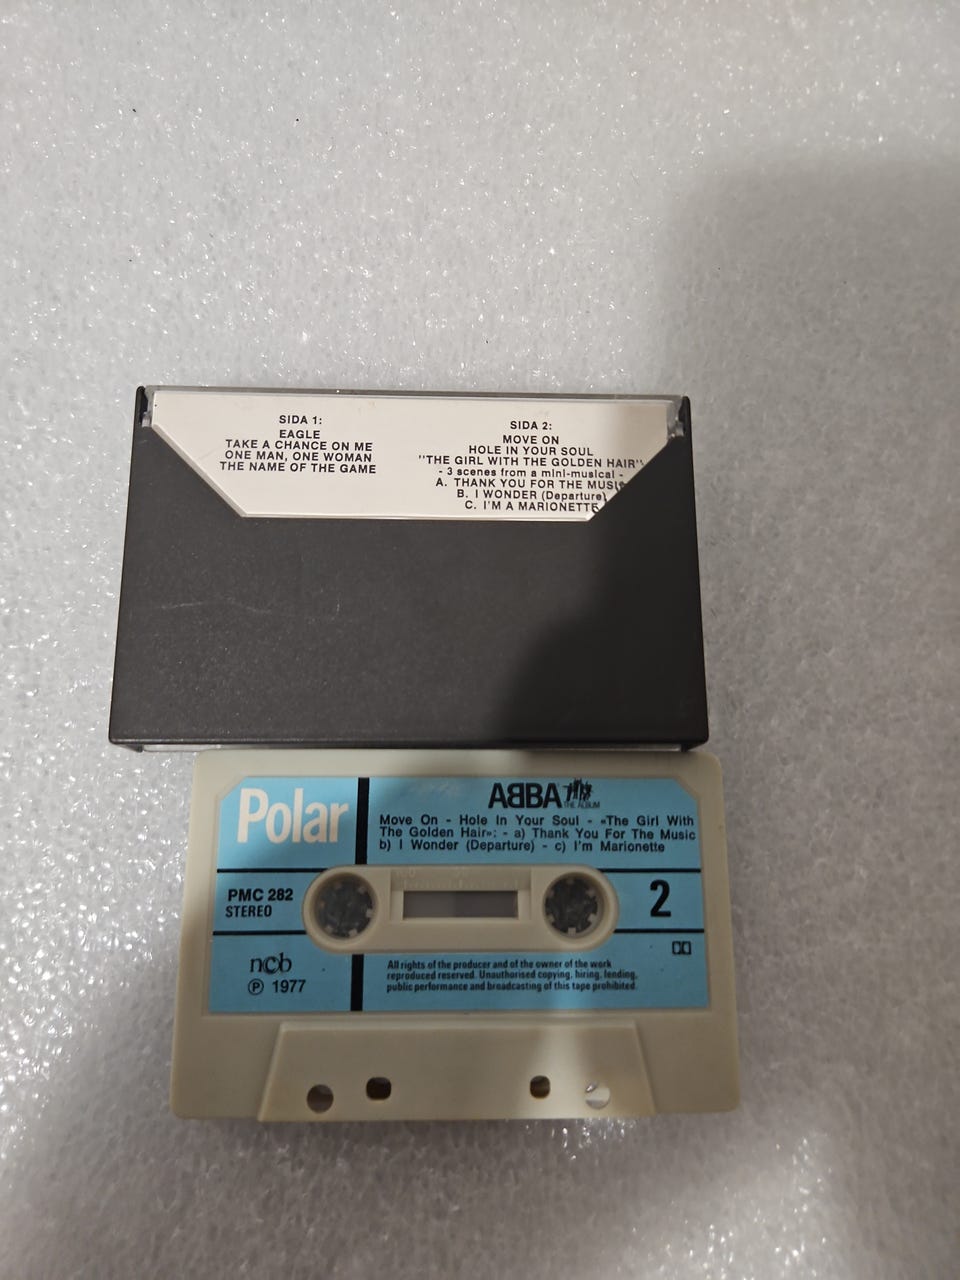 SIDA 1:
EAGLE
TAKE A CHANCE ON ME
ONE MAN, ONE WOMAN
THE NAME OF THE GAME
SIDA 2:
MOVE ON
HOLE IN YOUR SOUL
"THE GIRL WITH THE GOLDEN HAIR"
- 3 scenes from a mini-musical -
A. THANK YOU FOR THE MUSIC
B. I WONDER (Departure)
C. I'M A MARIONETTE
Polar
ABBA
THE ALBUM
Move On - Hole In Your Soul - «The Girl With
The Golden Hair»: - a) Thank You For The Music
b) I Wonder (Departure) - c) I'm Marionette
PMC 282
STEREO
2
ncb
Ⓟ 1977
All rights of the producer and of the owner of the work
reproduced reserved. Unauthorised copying, hiring, lending,
public performance and broadcasting of this tape prohibited.